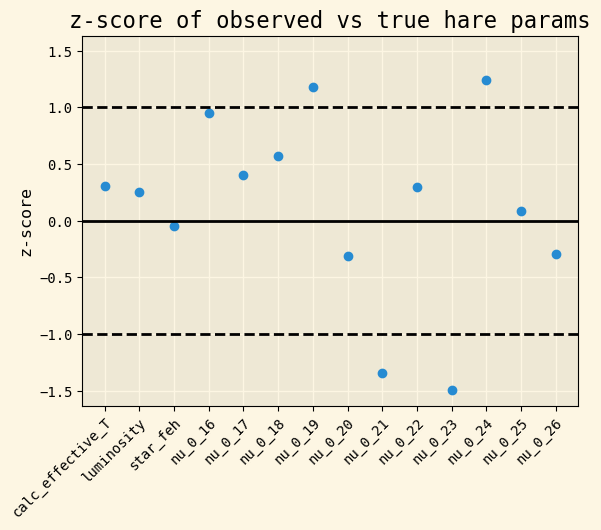 z-score of observed vs true hare params
1.5
1.0
0.5
0.0
−0.5
−1.0
−1.5
z-score
calc_effective_T
luminosity
star_feh
nu_0_16
nu_0_17
nu_0_18
nu_0_19
nu_0_20
nu_0_21
nu_0_22
nu_0_23
nu_0_24
nu_0_25
nu_0_26